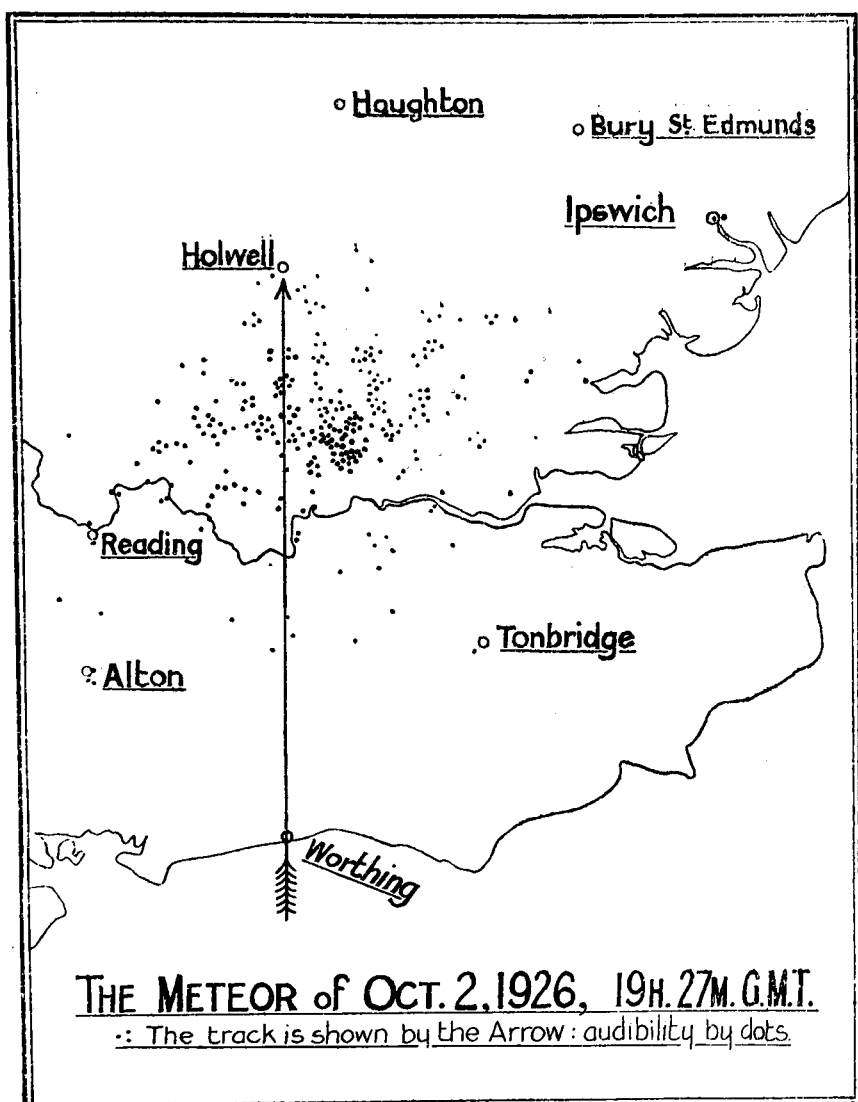 Houghton
Bury St. Edmunds
Ipswich
Holwell
Reading
Tonbridge
Alton
Worthing
THE METEOR of OCT. 2, 1926, 19H. 27M. G.M.T.
·: The track is shown by the Arrow: audibility by dots.